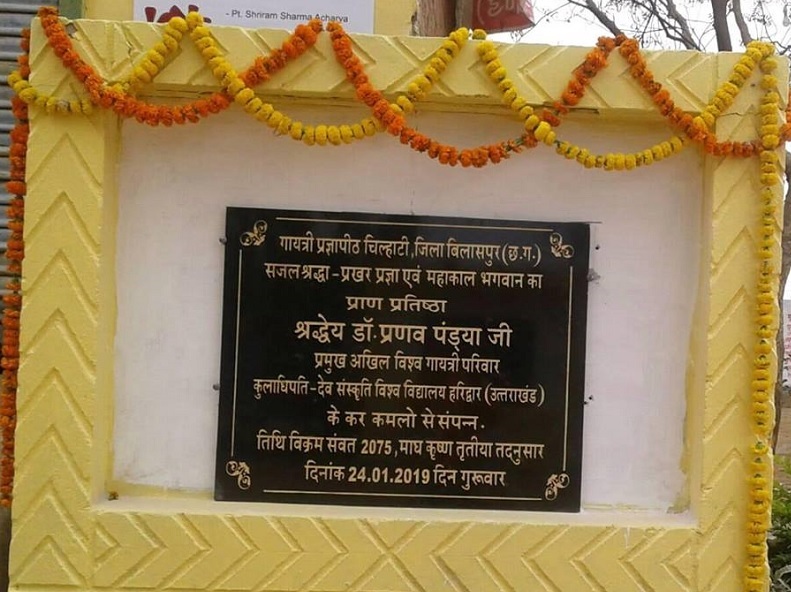 - Pt. Shriram Sharma Acharya
गायत्री प्रज्ञापीठ चिल्हाटी,जिला बिलासपुर(छ.ग.)
सजल श्रद्धा-प्रखर प्रज्ञा एवं महाकाल भगवान का
प्राण प्रतिष्ठा
श्रद्धेय डॉ.प्रणव पंड्या जी
प्रमुख अखिल विश्व गायत्री परिवार
कुलाधिपति-देव संस्कृति विश्व विद्यालय हरिद्वार (उत्तराखंड)
के कर कमलो से संपन्न.
तिथि विक्रम संवत 2075, माघ कृष्ण तृतीया तदनुसार
दिनांक 24.01.2019 दिन गुरूवार